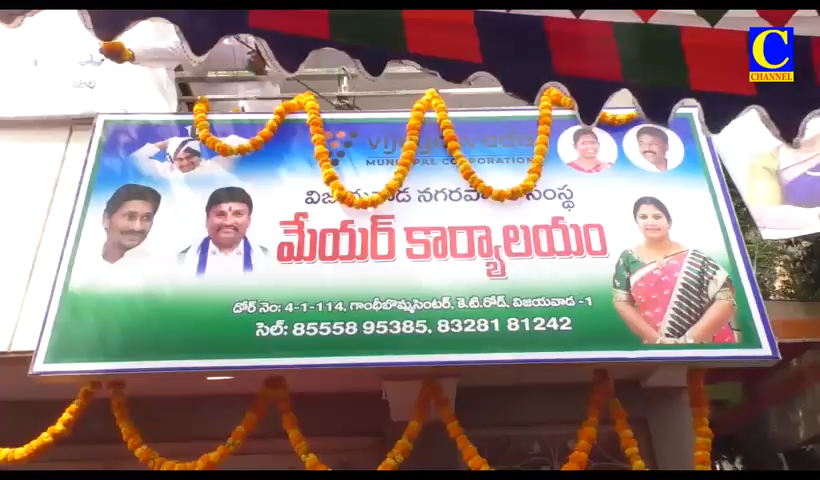 C
CHANNEL
vijayawada
MUNICIPAL CORPORATION
విజయవాడ నగరపాలక సంస్థ
మేయర్ కార్యాలయం
డోర్ నెం: 4-1-114, గాంధీబొమ్మసెంటర్, కె.టి.రోడ్, విజయవాడ -1
సెల్: 85558 95385, 83281 81242